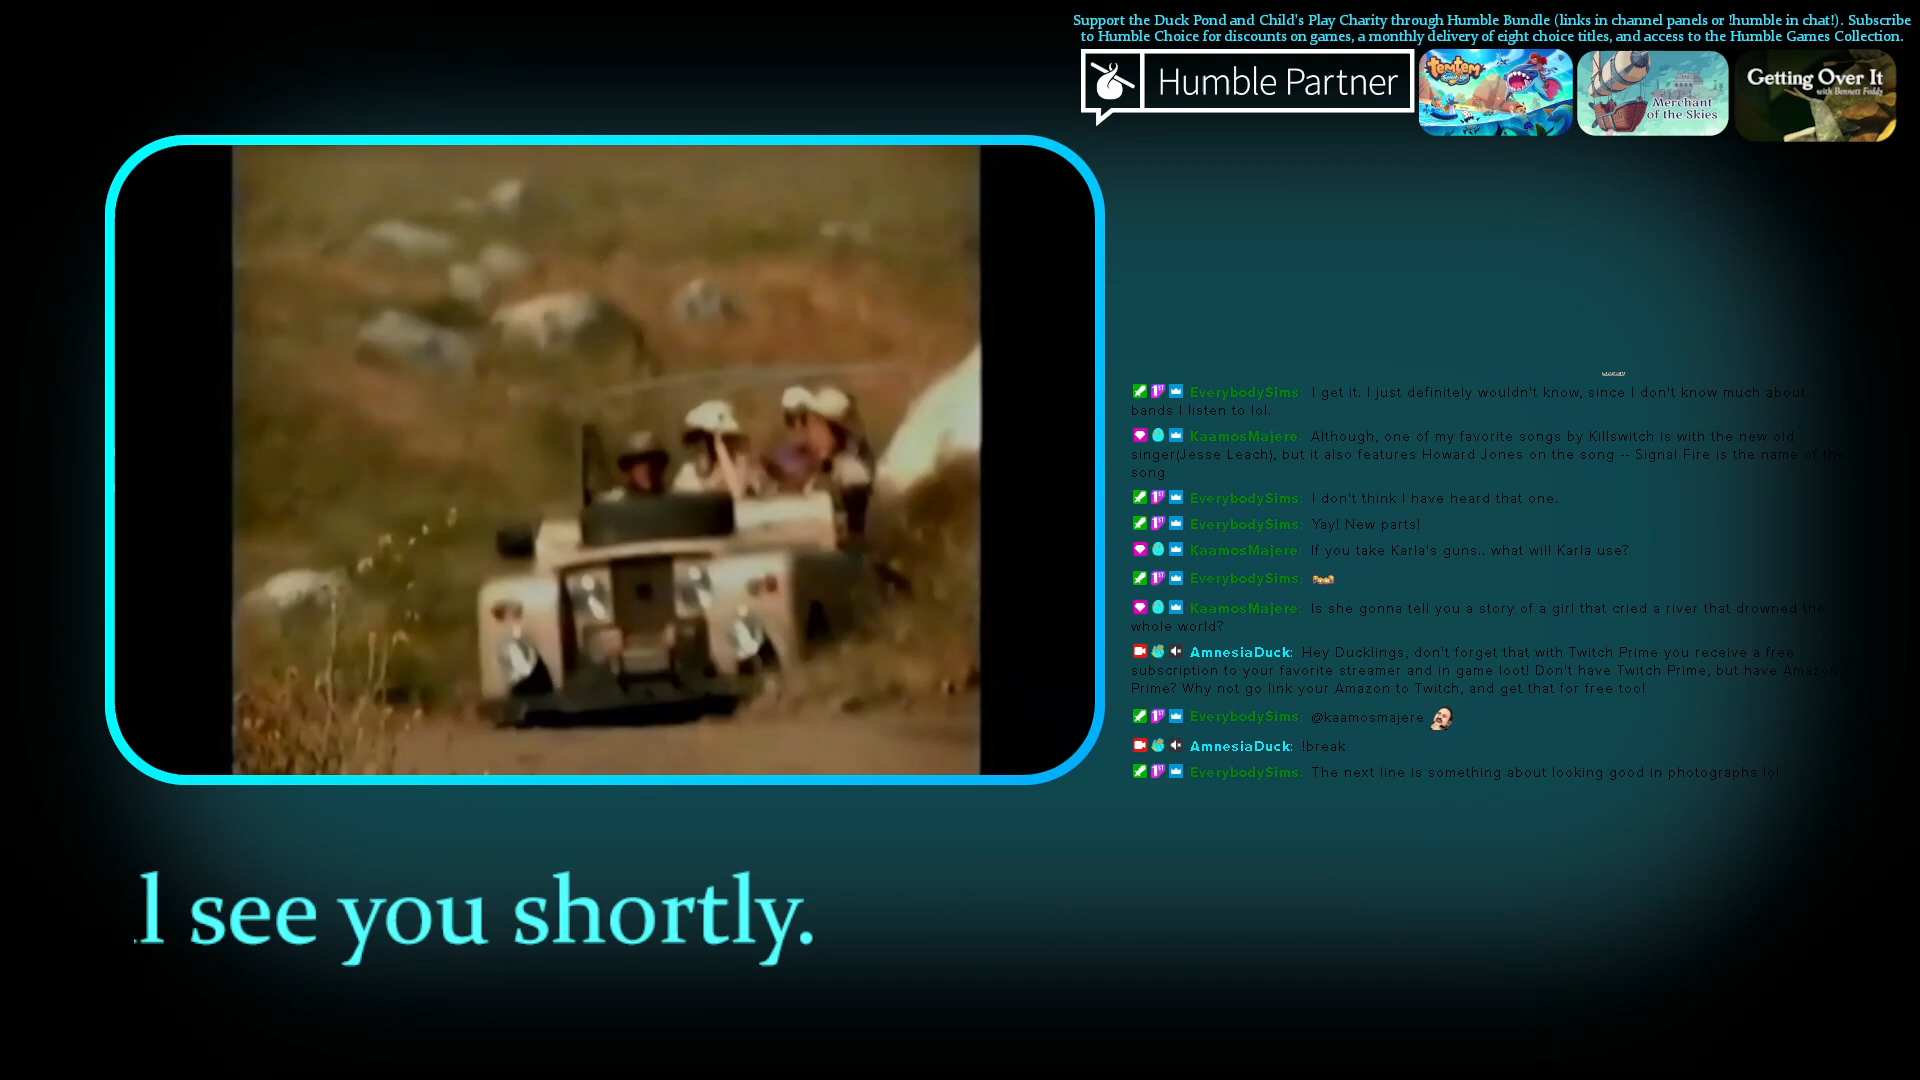 Support the Duck Pond and Child's Play Charity through Humble Bundle (links in channel panels or !humble in chat!). Subscribe
to Humble Choice for discounts on games, a monthly delivery of eight choice titles, and access to the Humble Games Collection.
Humble Partner
temtem
Merchant
of the Skies
Getting Over It
with Bennett Foddy
EverybodySims: I get it. I just definitely wouldn't know, since I don't know much about
bands I listen to lol.
KaamosMajere: Although, one of my favorite songs by Killswitch is with the new old
singer(Jesse Leach), but it also features Howard Jones on the song -- Signal Fire is the name of the
song
EverybodySims: I don't think I have heard that one.
EverybodySims: Yay! New parts!
KaamosMajere: If you take Karla's guns.. what will Karla use?
EverybodySims:
KaamosMajere: Is she gonna tell you a story of a girl that cried a river that drowned the
whole world?
AmnesiaDuck: Hey Ducklings, don't forget that with Twitch Prime you receive a free
subscription to your favorite streamer and in game loot! Don't have Twitch Prime, but have Amazon
Prime? Why not go link your Amazon to Twitch, and get that for free too!
EverybodySims: @kaamosmajere
AmnesiaDuck: !break
EverybodySims: The next line is something about looking good in photographs lol
l see you shortly.